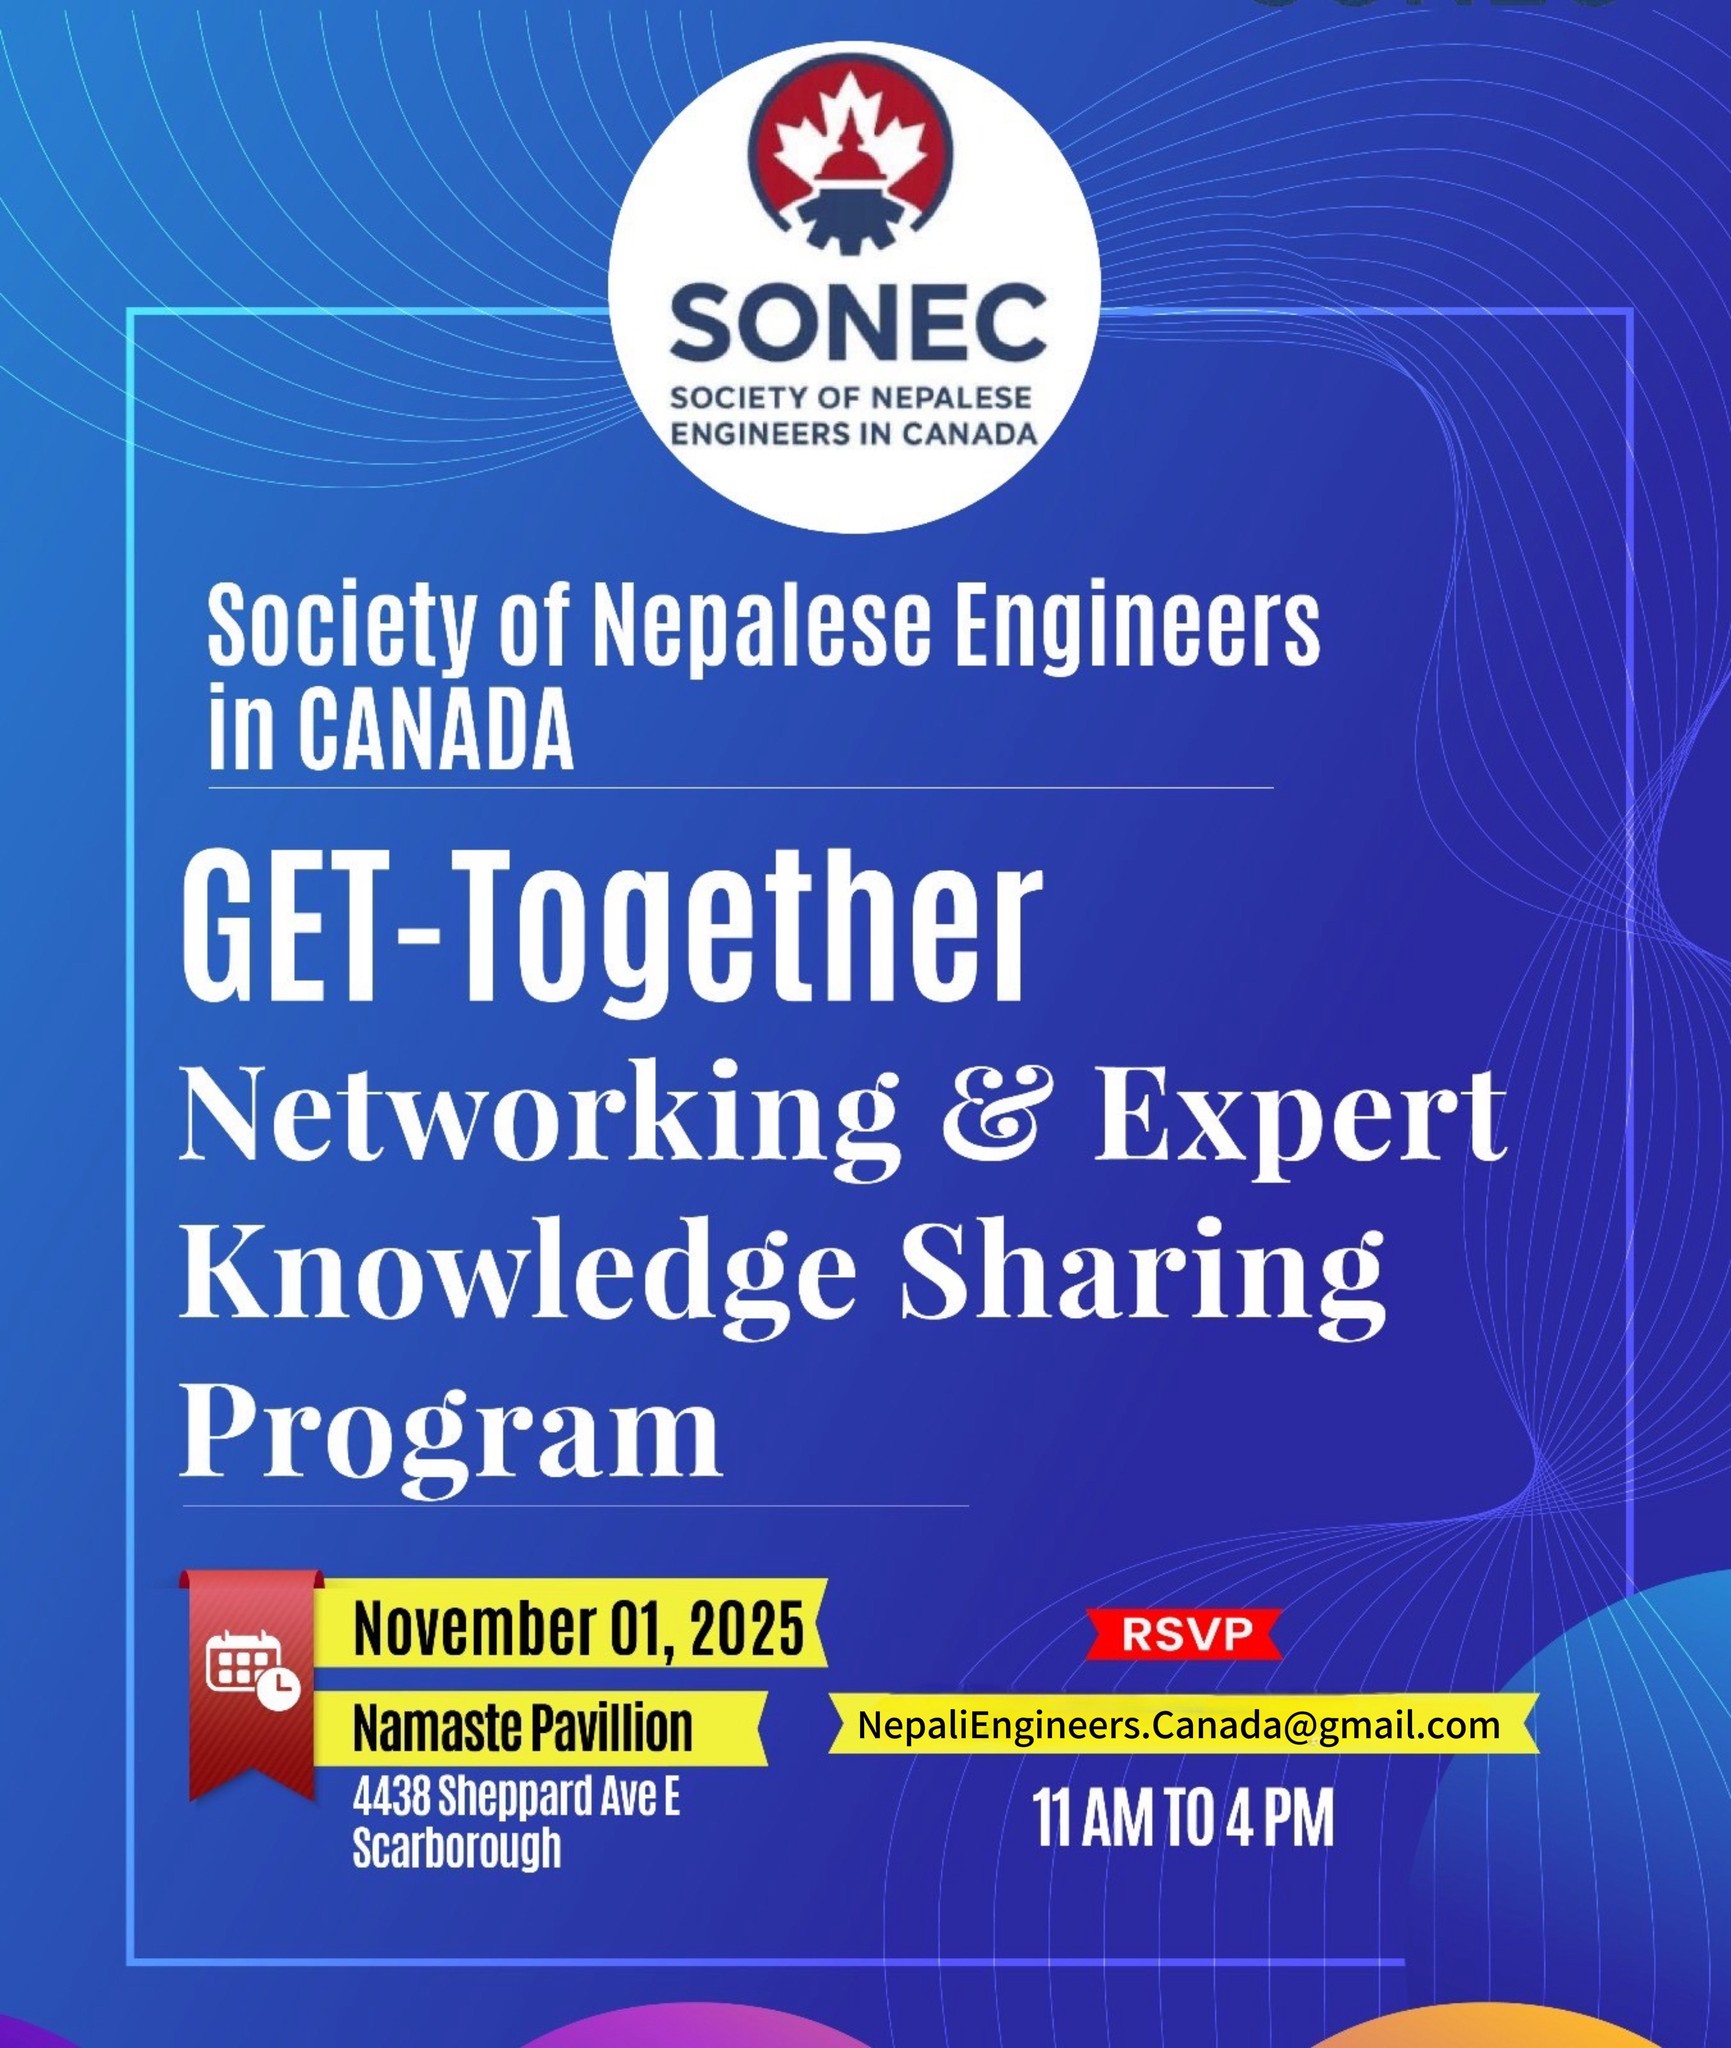 SONEC
SOCIETY OF NEPALESE
ENGINEERS IN CANADA
Society of Nepalese Engineers
in CANADA
GET-Together
Networking & Expert
Knowledge Sharing
Program
November 01, 2025
Namaste Pavillion
4438 Sheppard Ave E
Scarborough
RSVP
NepaliEngineers.Canada@gmail.com
11 AM TO 4 PM